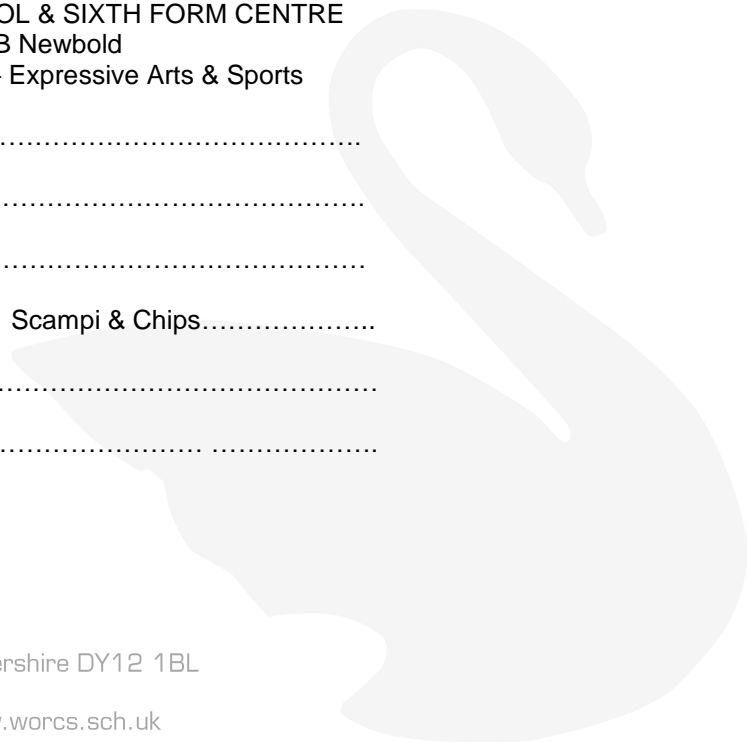 OL & SIXTH FORM CENTRE
B Newbold
- Expressive Arts & Sports
…………………………………….
…………………………………….
……………………………………
Scampi & Chips………………..
……………………………………
…………………… ……………….
ershire DY12 1BL
.worcs.sch.uk